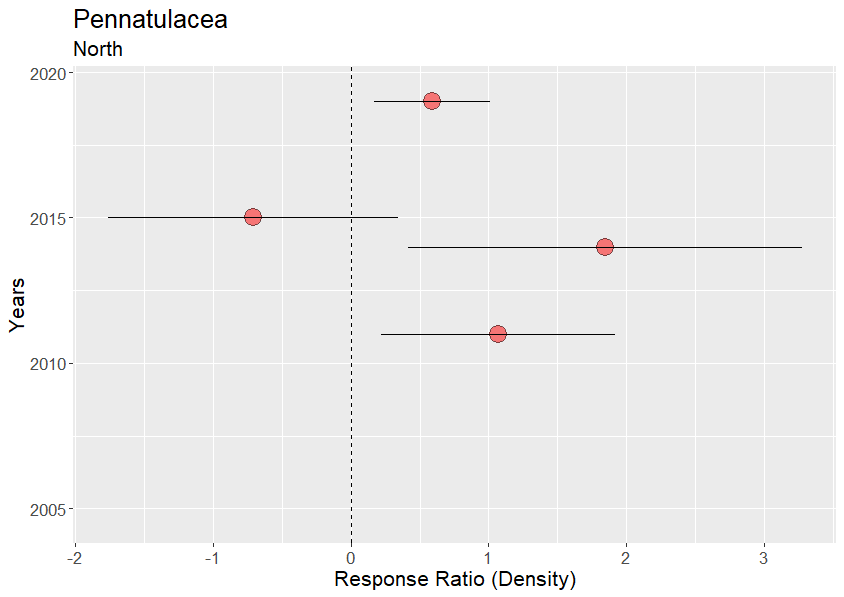 Pennatulacea
North
2020
2015
2010
2005
Years
-2 -1 0 1 2 3
Response Ratio (Density)